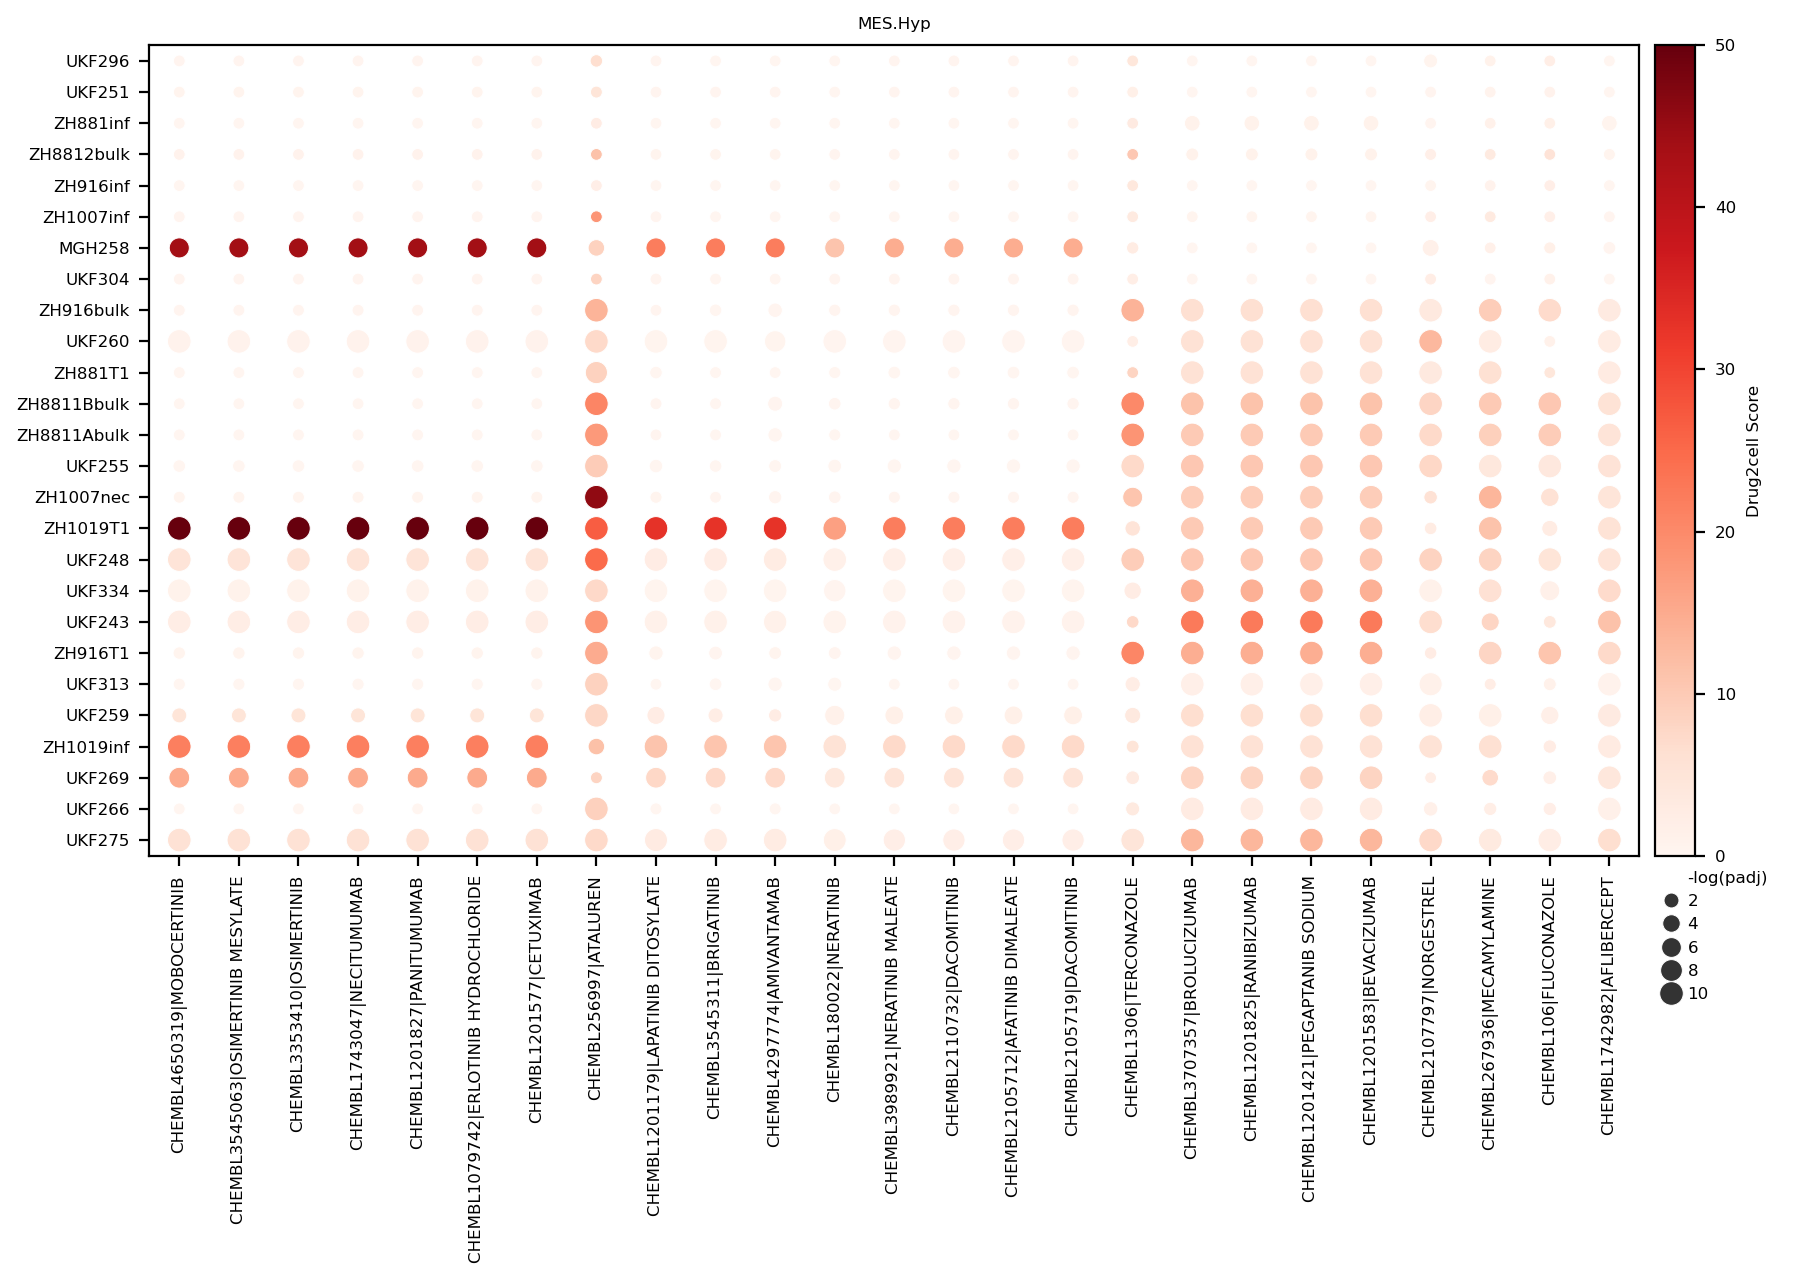 MES.Hyp
UKF296
UKF251
ZH881inf
ZH8812bulk
ZH916inf
ZH1007inf
MGH258
UKF304
ZH916bulk
UKF260
ZH881T1
ZH8811Bbulk
ZH8811Abulk
UKF255
ZH1007nec
ZH1019T1
UKF248
UKF334
UKF243
ZH916T1
UKF313
UKF259
ZH1019inf
UKF269
UKF266
UKF275
CHEMBL4650319|MOBOCERTINIB
CHEMBL3545063|OSIMERTINIB MESYLATE
CHEMBL3353410|OSIMERTINIB
CHEMBL1743047|NECITUMUMAB
CHEMBL1201827|PANITUMUMAB
CHEMBL1079742|ERLOTINIB HYDROCHLORIDE
CHEMBL1201577|CETUXIMAB
CHEMBL256997|ATALUREN
CHEMBL1201179|LAPATINIB DITOSYLATE
CHEMBL3545311|BRIGATINIB
CHEMBL4297774|AMIVANTAMAB
CHEMBL180022|NERATINIB
CHEMBL3989921|NERATINIB MALEATE
CHEMBL2110732|DACOMITINIB
CHEMBL2105712|AFATINIB DIMALEATE
CHEMBL2105719|DACOMITINIB
CHEMBL1306|TERCONAZOLE
CHEMBL3707357|BROLUCIZUMAB
CHEMBL1201825|RANIBIZUMAB
CHEMBL1201421|PEGAPTANIB SODIUM
CHEMBL1201583|BEVACIZUMAB
CHEMBL2107797|NORGESTREL
CHEMBL267936|MECAMYLAMINE
CHEMBL106|FLUCONAZOLE
CHEMBL1742982|AFLIBERCEPT
50
40
30
20
10
0
Drug2cell Score
-log(padj)
2
4
6
8
10